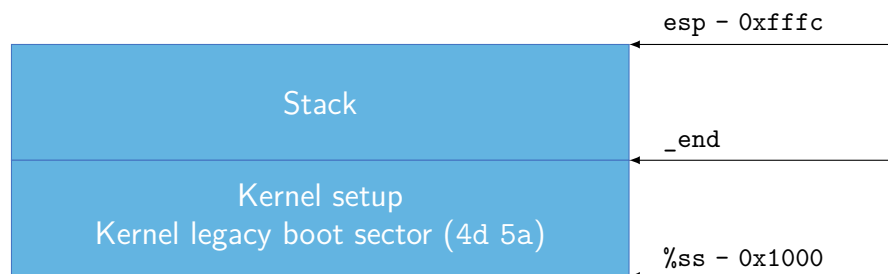 esp - 0xfffc
Stack
_end
Kernel setup
Kernel legacy boot sector (4d 5a)
%ss - 0x1000